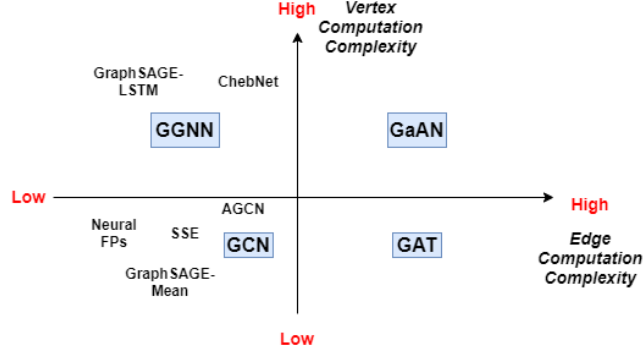 High
Vertex
Computation
Complexity
GraphSAGE-
LSTM
ChebNet
GGNN
GaAN
Low
High
AGCN
Neural
FPs
SSE
GCN
GAT
Edge
Computation
Complexity
GraphSAGE-
Mean
Low